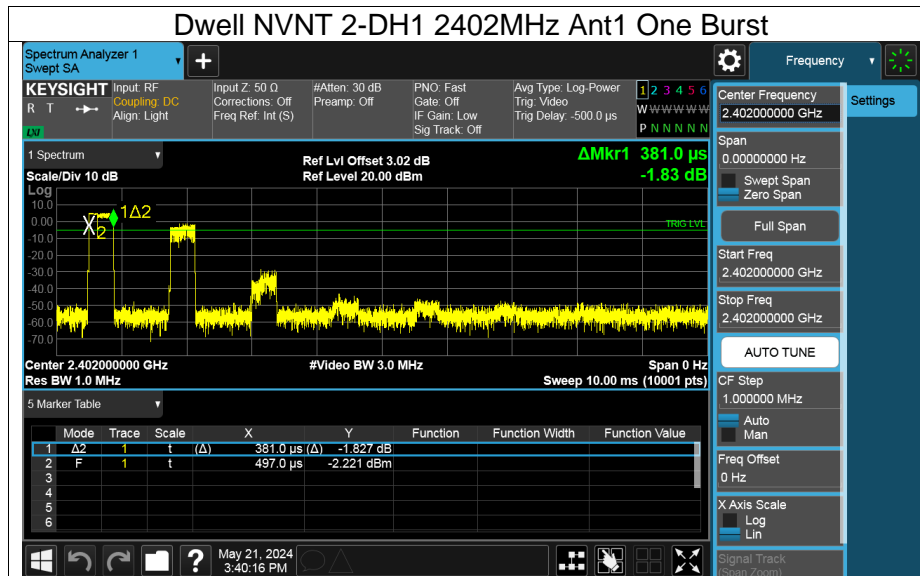 Dwell NVNT 2-DH1 2402MHz Ant1 One Burst
Spectrum Analyzer 1
Swept SA
+
Frequency
KEYSIGHT
R T
LXI
Input: RF
Coupling: DC
Align: Light
Input Z: 50 Ω
Corrections: Off
Freq Ref: Int (S)
#Atten: 30 dB
Preamp: Off
PNO: Fast
Gate: Off
IF Gain: Low
Sig Track: Off
Avg Type: Log-Power
Trig: Video
Trig Delay: -500.0 µs
1 2 3 4 5 6
W W W W W W
P N N N N N
Center Frequency
2.402000000 GHz
Settings
Span
0.00000000 Hz
Swept Span
Zero Span
Full Span
Start Freq
2.402000000 GHz
Stop Freq
2.402000000 GHz
AUTO TUNE
CF Step
1.000000 MHz
Auto
Man
Freq Offset
0 Hz
X Axis Scale
Log
Lin
Signal Track
(Span Zoom)
1 Spectrum
Scale/Div 10 dB
Ref Lvl Offset 3.02 dB
Ref Level 20.00 dBm
ΔMkr1 381.0 µs
-1.83 dB
Log
10.0
0.00
-10.0
-20.0
-30.0
-40.0
-50.0
-60.0
-70.0
1Δ2
X2
TRIG LVL
Center 2.402000000 GHz
#Video BW 3.0 MHz
Span 0 Hz
Res BW 1.0 MHz
Sweep 10.00 ms (10001 pts)
5 Marker Table
Mode Trace Scale X Y Function Function Width Function Value
1 Δ2 1 t (Δ) 381.0 µs (Δ) -1.827 dB
2 F 1 t 497.0 µs -2.221 dBm
3
4
5
6
?
May 21, 2024
3:40:16 PM